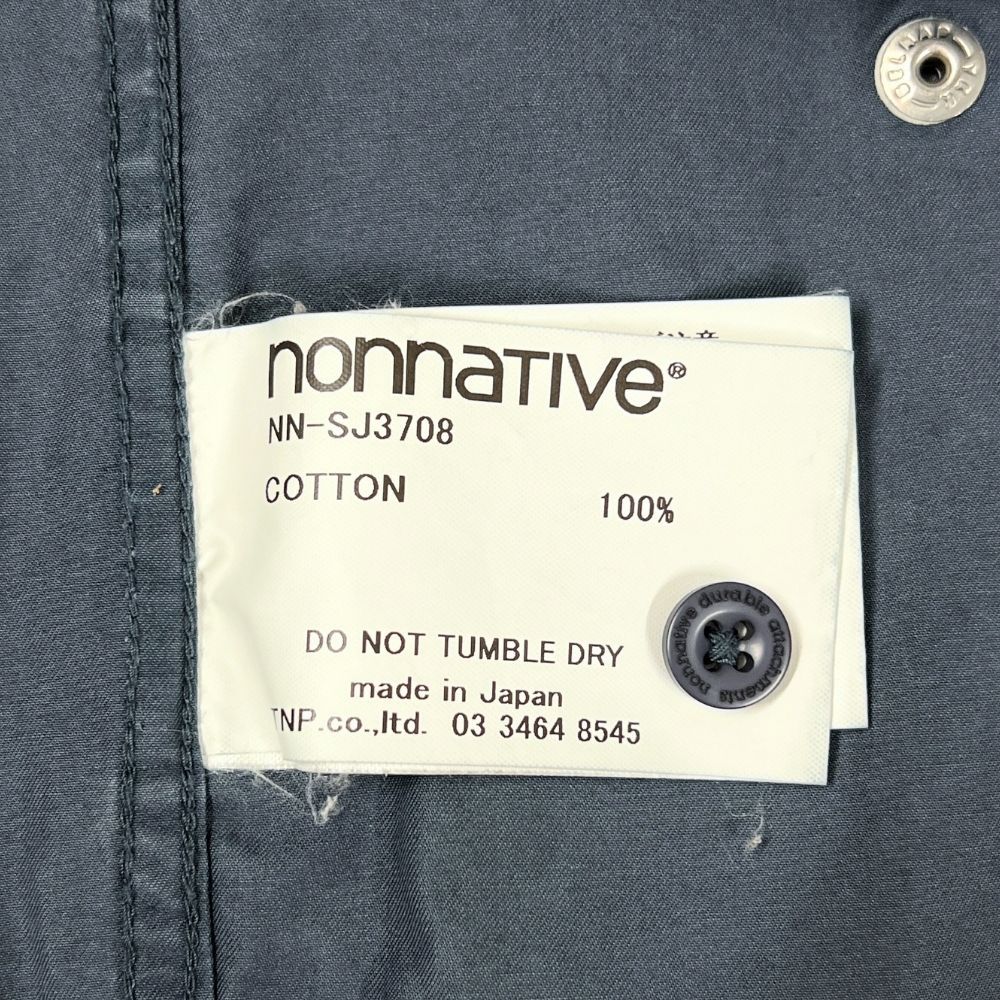 nonnative®
NN-SJ3708
COTTON 100%
DO NOT TUMBLE DRY
made in Japan
TNP.co.,ltd. 03 3464 8545
nonnative durable attachments
YKK